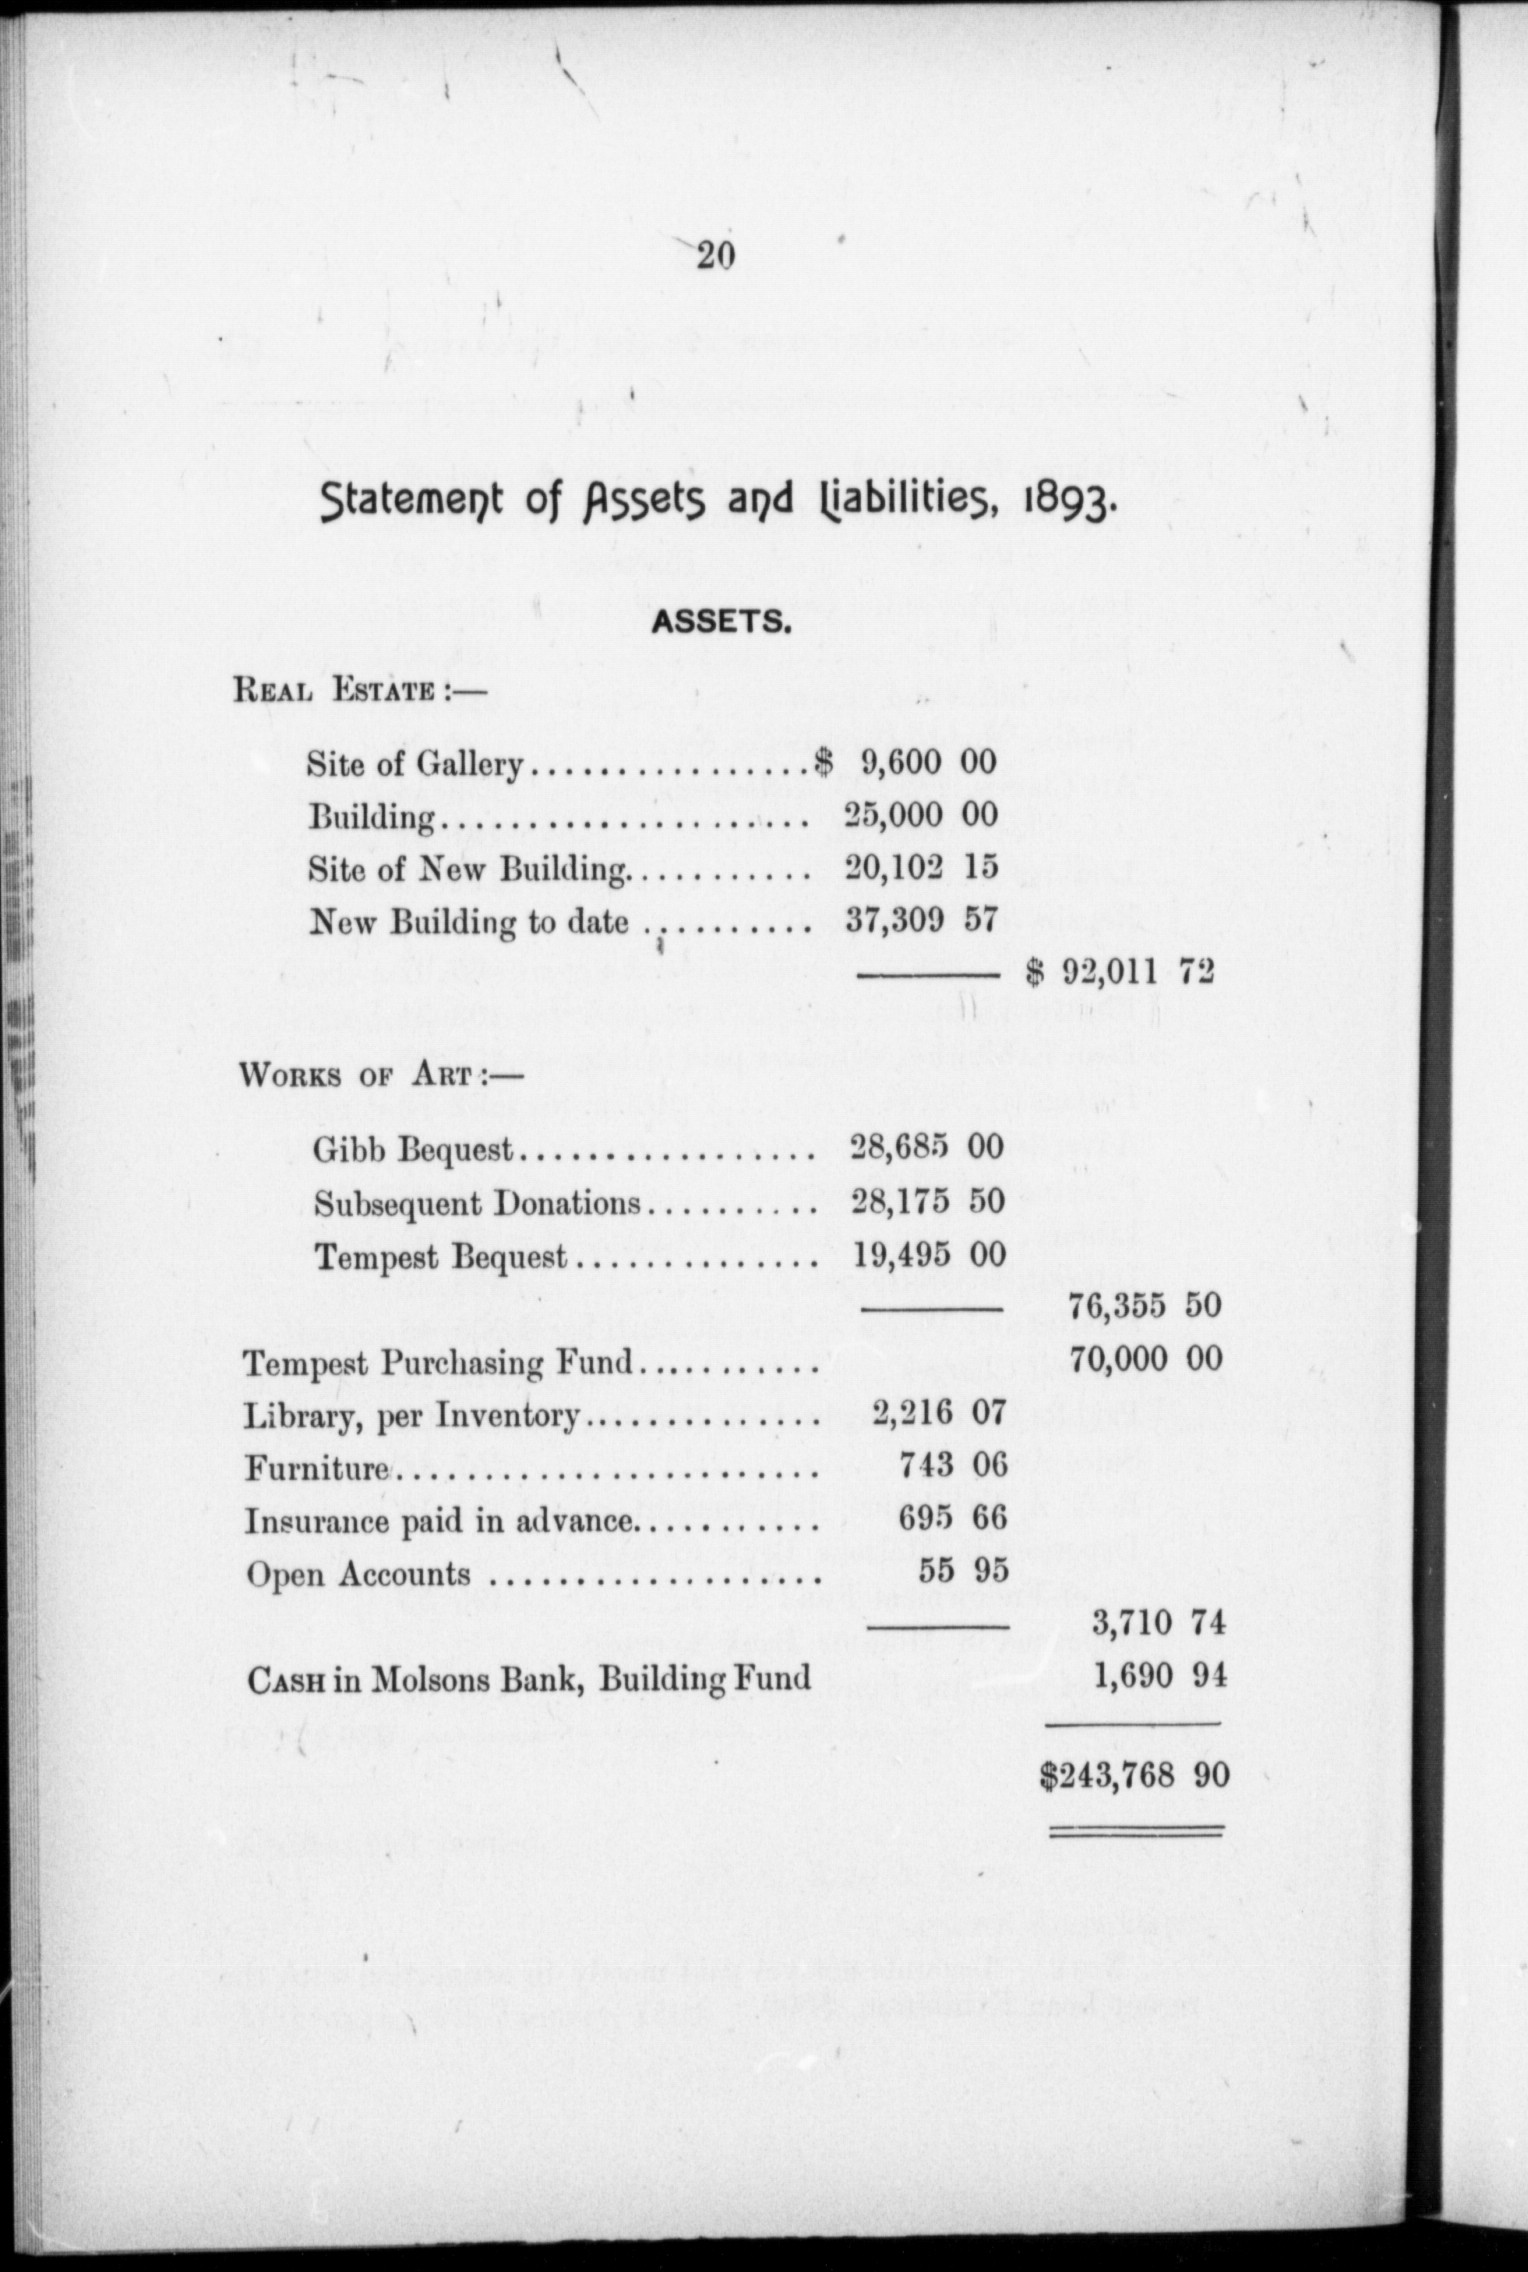 20
Statement of Assets and Liabilities, 1893.
ASSETS.
REAL ESTATE :—
Site of Gallery.................$ 9,600 00
Building...................... 25,000 00
Site of New Building........... 20,102 15
New Building to date .......... 37,309 57
$ 92,011 72
WORKS OF ART :—
Gibb Bequest.................. 28,685 00
Subsequent Donations.......... 28,175 50
Tempest Bequest.............. 19,495 00
76,355 50
Tempest Purchasing Fund........... 70,000 00
Library, per Inventory.............. 2,216 07
Furniture........................ 743 06
Insurance paid in advance........... 695 66
Open Accounts ................... 55 95
3,710 74
CASH in Molsons Bank, Building Fund 1,690 94
$243,768 90